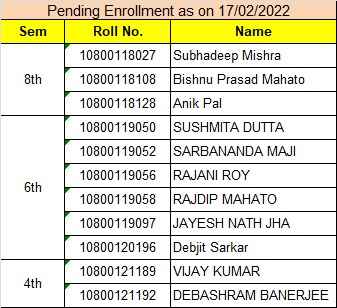 Pending Enrollment as on 17/02/2022
Sem Roll No. Name
8th
10800118027 Subhadeep Mishra
10800118108 Bishnu Prasad Mahato
10800118128 Anik Pal
6th
10800119050 SUSHMITA DUTTA
10800119052 SARBANANDA MAJI
10800119056 RAJANI ROY
10800119058 RAJDIP MAHATO
10800119097 JAYESH NATH JHA
10800120196 Debjit Sarkar
4th
10800121189 VIJAY KUMAR
10800121192 DEBASHRAM BANERJEE